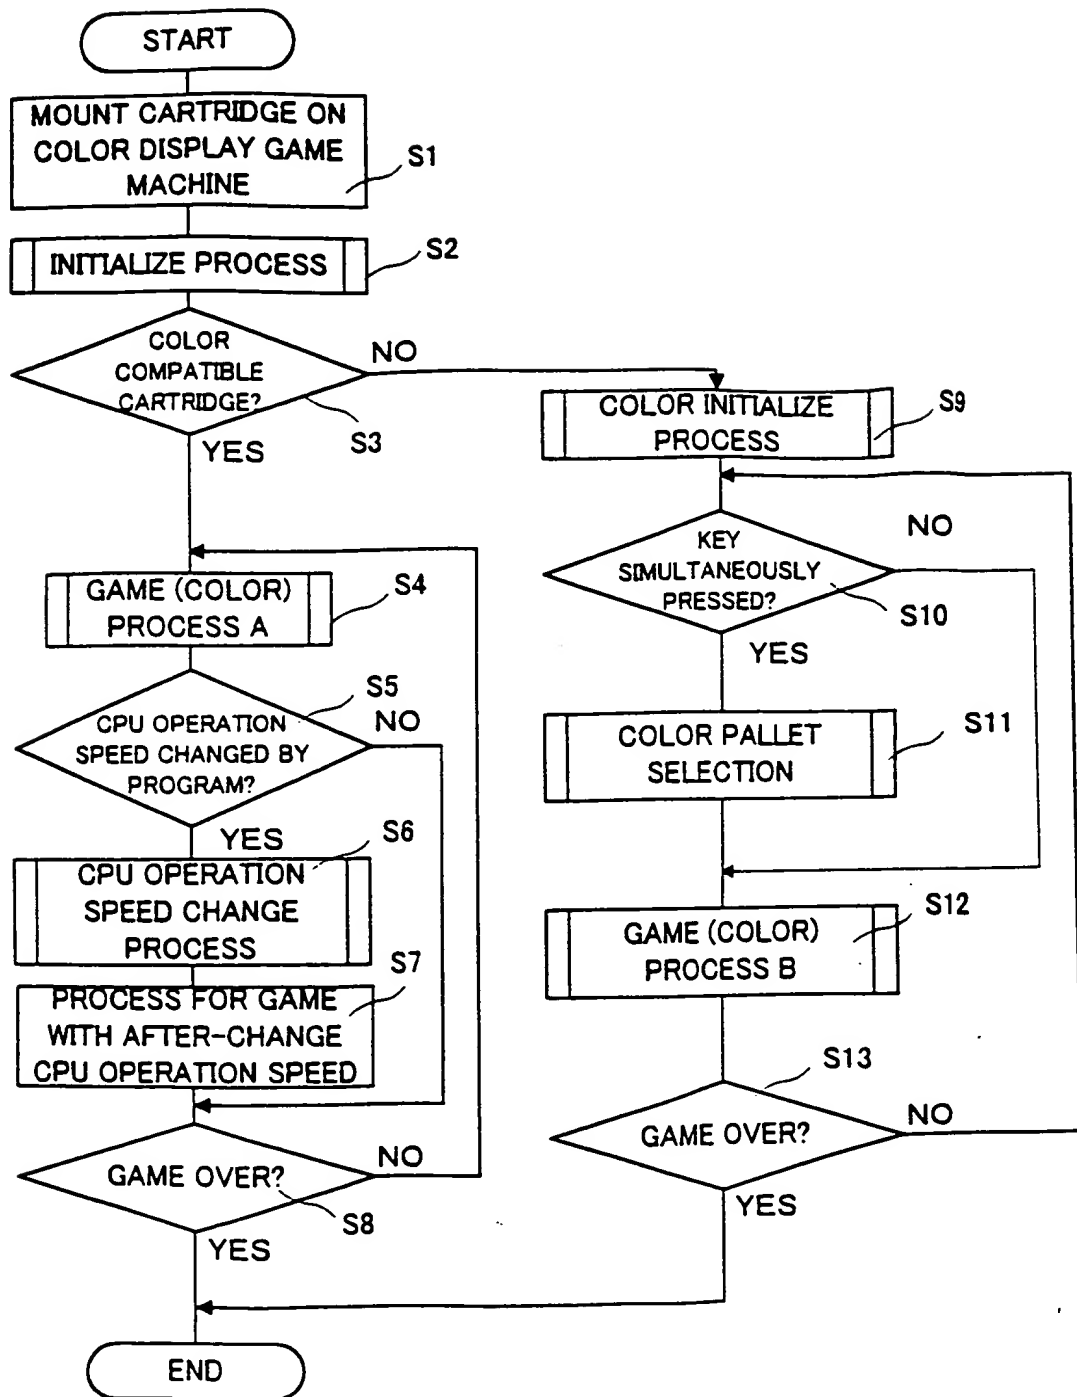 START
MOUNT CARTRIDGE ON
COLOR DISPLAY GAME
MACHINE
S1
INITIALIZE PROCESS
S2
COLOR
COMPATIBLE
CARTRIDGE?
NO
S3
YES
GAME (COLOR)
PROCESS A
S4
S5
CPU OPERATION
SPEED CHANGED BY
PROGRAM?
NO
YES
S6
CPU OPERATION
SPEED CHANGE
PROCESS
S7
PROCESS FOR GAME
WITH AFTER-CHANGE
CPU OPERATION SPEED
GAME OVER?
NO
S8
YES
COLOR INITIALIZE
PROCESS
S9
KEY
SIMULTANEOUSLY
PRESSED?
NO
S10
YES
COLOR PALLET
SELECTION
S11
GAME (COLOR)
PROCESS B
S12
S13
GAME OVER?
NO
YES
END